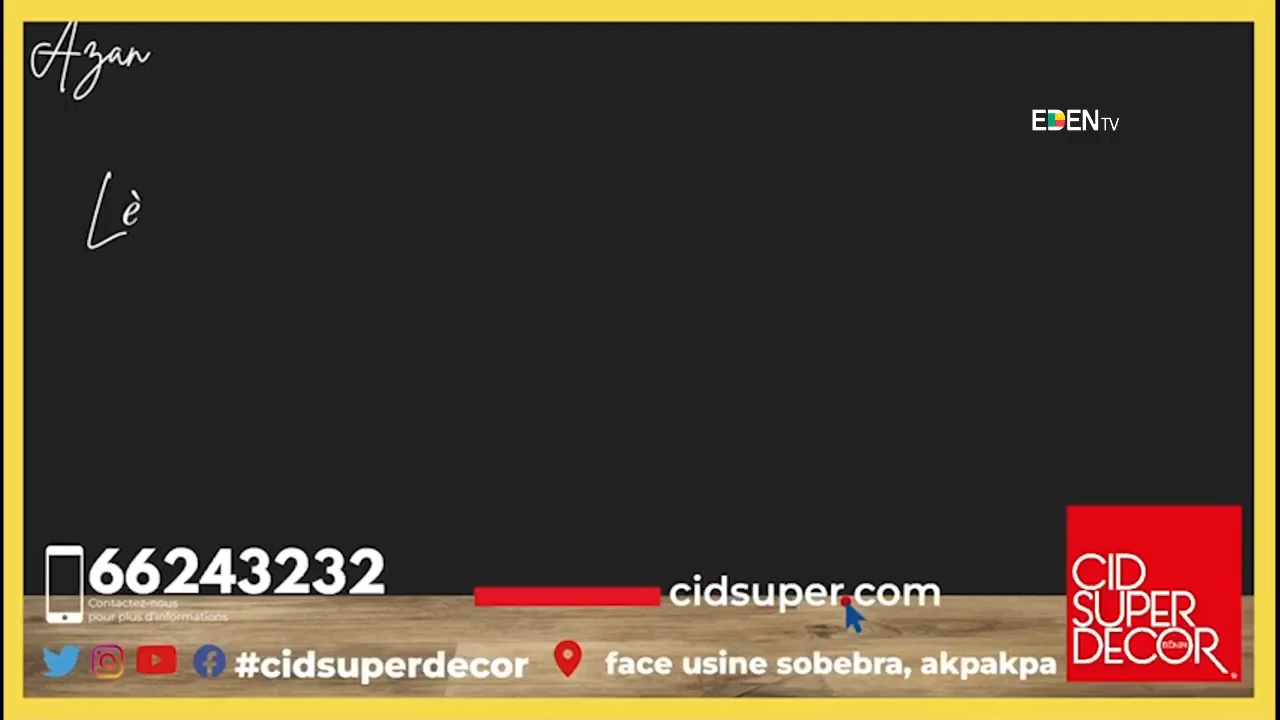 Azan
EDENTV
Lè
66243232
Contactez-nous
pour plus d'informations
cidsuper.com
#cidsuperdecor
face usine sobebra, akpakpa
CID
SUPER
DECOR
BÉNIN